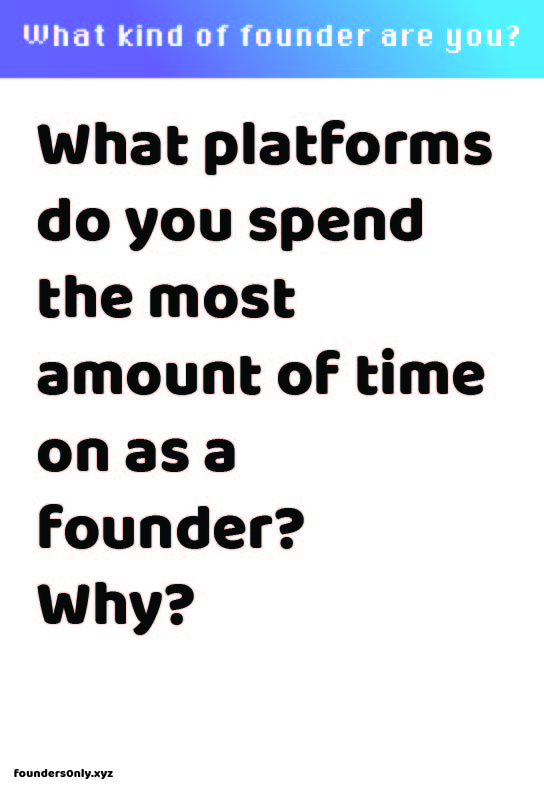 What kind of founder are you?
What platforms
do you spend
the most
amount of time
on as a
founder?
Why?
founders0nly.xyz